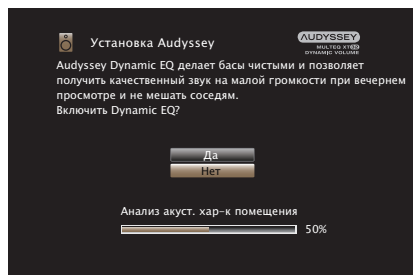 Установка Audyssey
AUDYSSEY
MULTEQ XT32
DYNAMIC VOLUME
Audyssey Dynamic EQ делает басы чистыми и позволяет
получить качественный звук на малой громкости при вечернем
просмотре и не мешать соседям.
Включить Dynamic EQ?
Да
Нет
Анализ акуст. хар-к помещения
50%